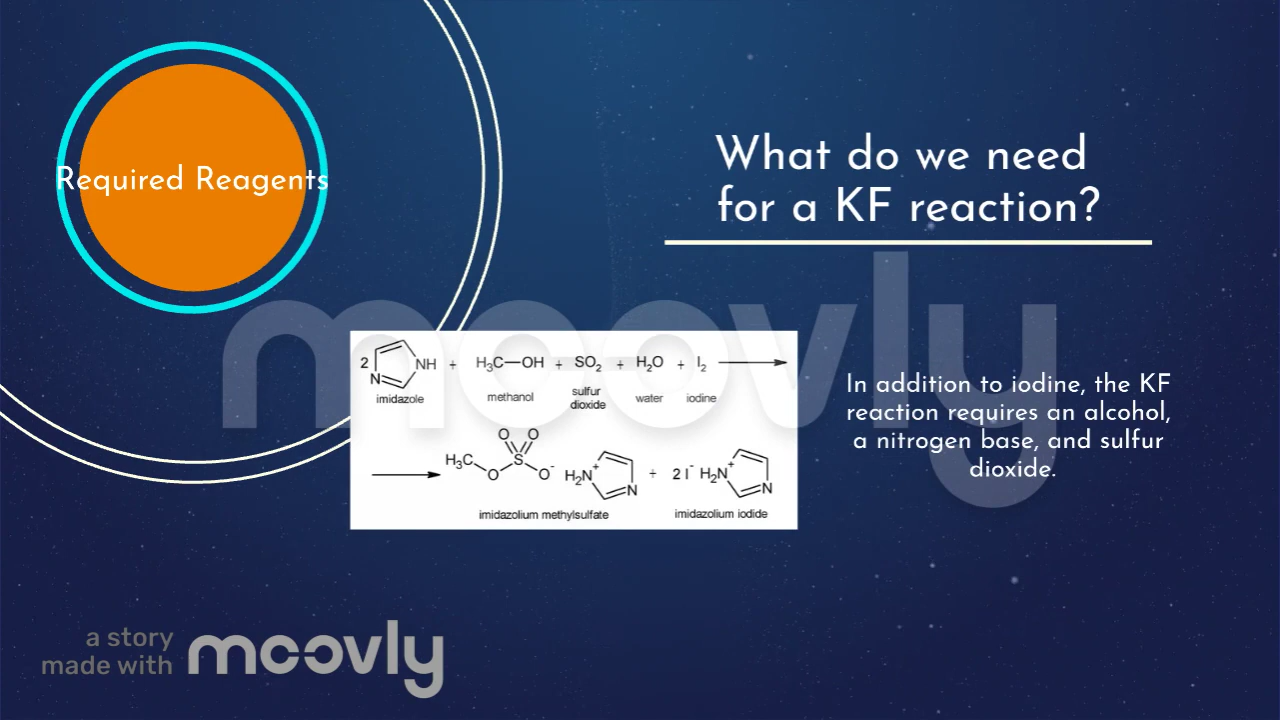 Required Reagents
What do we need
for a KF reaction?
2 N NH + H₃C—OH + SO₂ + H₂O + I₂
imidazole methanol sulfur dioxide water iodine
H₃C O S O O O⁻ H₂N⁺ N + 2 I⁻ H₂N⁺ N
imidazolium methylsulfate imidazolium iodide
In addition to iodine, the KF
reaction requires an alcohol,
a nitrogen base, and sulfur
dioxide.
moovly
a story
made with moovly